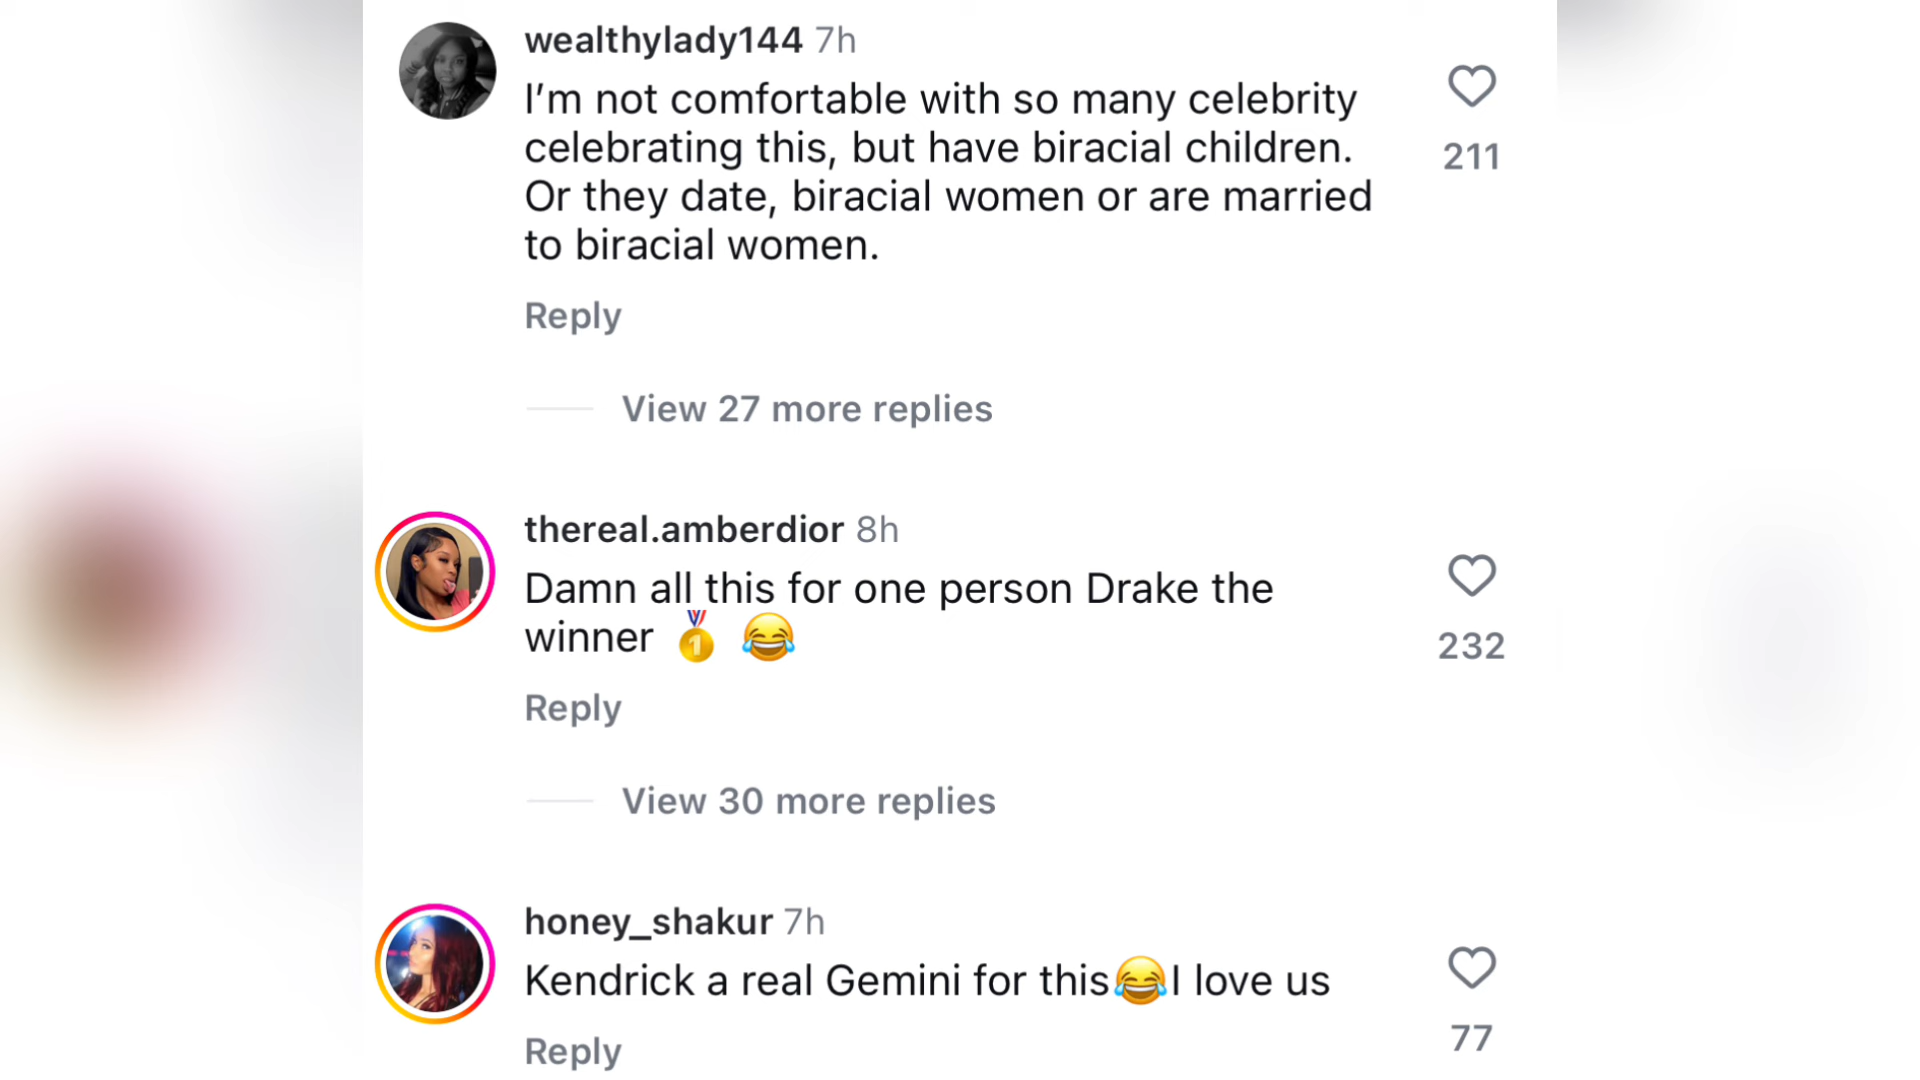 wealthylady144 7h
I'm not comfortable with so many celebrity
celebrating this, but have biracial children.
Or they date, biracial women or are married
to biracial women.
211
Reply
View 27 more replies
thereal.amberdior 8h
Damn all this for one person Drake the
winner 🥇 😂
232
Reply
View 30 more replies
honey_shakur 7h
Kendrick a real Gemini for this😂I love us
77
Reply